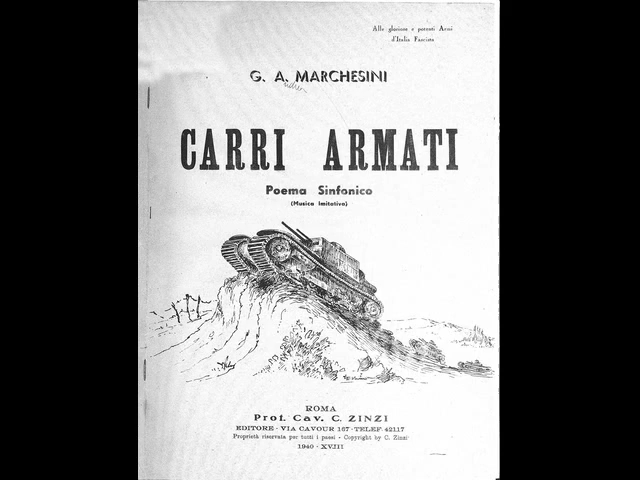 Alle gloriose e potenti Armi
d'Italia Fascista
G. A. MARCHESINI
CARRI ARMATI
Poema Sinfonico
(Musica Imitativa)
ROMA
Prof. Cav. C. ZINZI
EDITORE - VIA CAVOUR 167 - TELEF 42117
Proprietà riservata per tutti i paesi - Copyright by C. Zinzi
1940 - XVIII